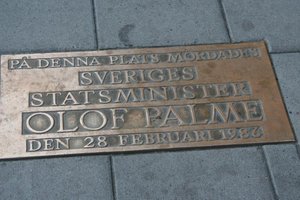 PÅ DENNA PLATS MÖRDADES
SVERIGES
STATSMINISTER
OLOF PALME
DEN 28 FEBRUARI 1986